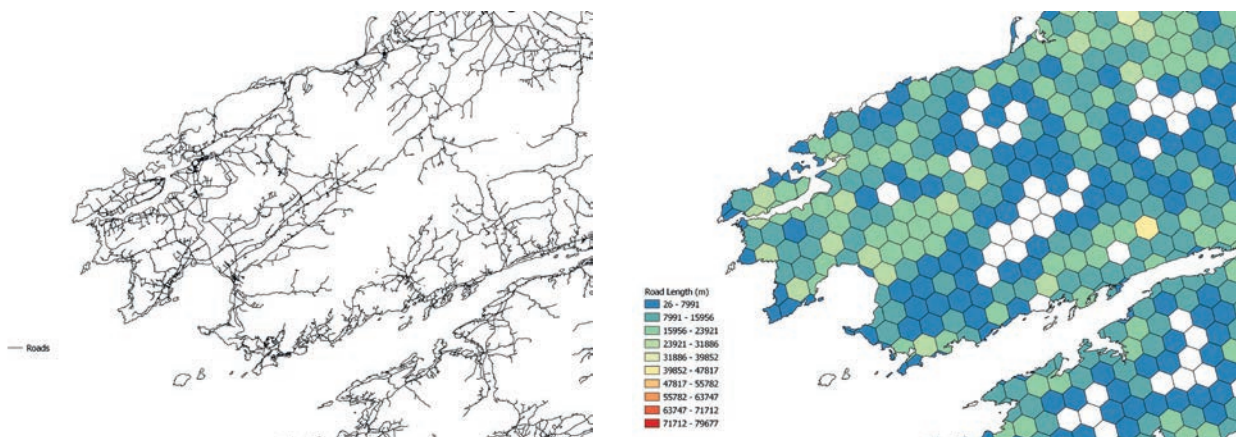 Roads
Road Length (m)
26 - 7991
7991 - 15956
15956 - 23921
23921 - 31886
31886 - 39852
39852 - 47817
47817 - 55782
55782 - 63747
63747 - 71712
71712 - 79677